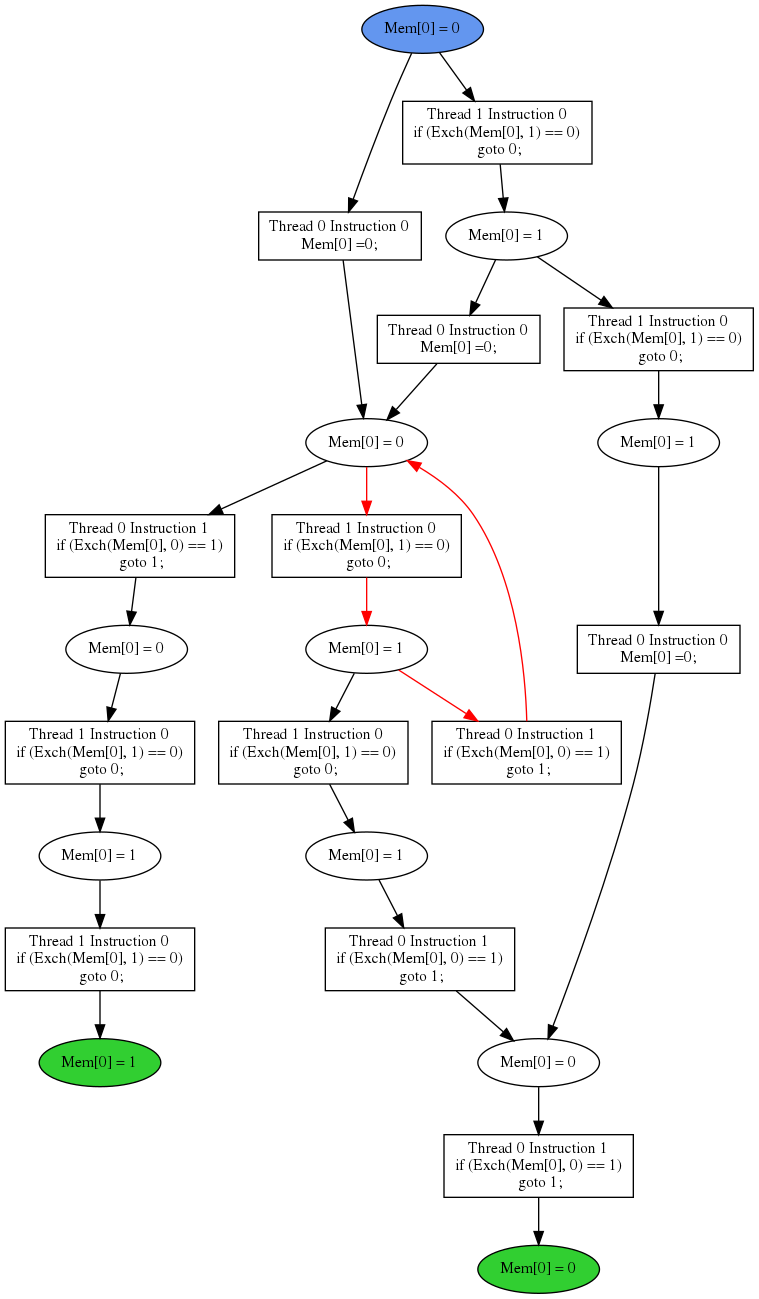 Mem[0] = 0
Thread 1 Instruction 0
if (Exch(Mem[0], 1) == 0)
goto 0;
Thread 0 Instruction 0
Mem[0] =0;
Mem[0] = 1
Thread 0 Instruction 0
Mem[0] =0;
Thread 1 Instruction 0
if (Exch(Mem[0], 1) == 0)
goto 0;
Mem[0] = 0
Mem[0] = 1
Thread 0 Instruction 1
if (Exch(Mem[0], 0) == 1)
goto 1;
Thread 1 Instruction 0
if (Exch(Mem[0], 1) == 0)
goto 0;
Mem[0] = 0
Mem[0] = 1
Thread 0 Instruction 0
Mem[0] =0;
Thread 1 Instruction 0
if (Exch(Mem[0], 1) == 0)
goto 0;
Thread 1 Instruction 0
if (Exch(Mem[0], 1) == 0)
goto 0;
Thread 0 Instruction 1
if (Exch(Mem[0], 0) == 1)
goto 1;
Mem[0] = 1
Mem[0] = 1
Thread 1 Instruction 0
if (Exch(Mem[0], 1) == 0)
goto 0;
Thread 0 Instruction 1
if (Exch(Mem[0], 0) == 1)
goto 1;
Mem[0] = 1
Mem[0] = 0
Thread 0 Instruction 1
if (Exch(Mem[0], 0) == 1)
goto 1;
Mem[0] = 0